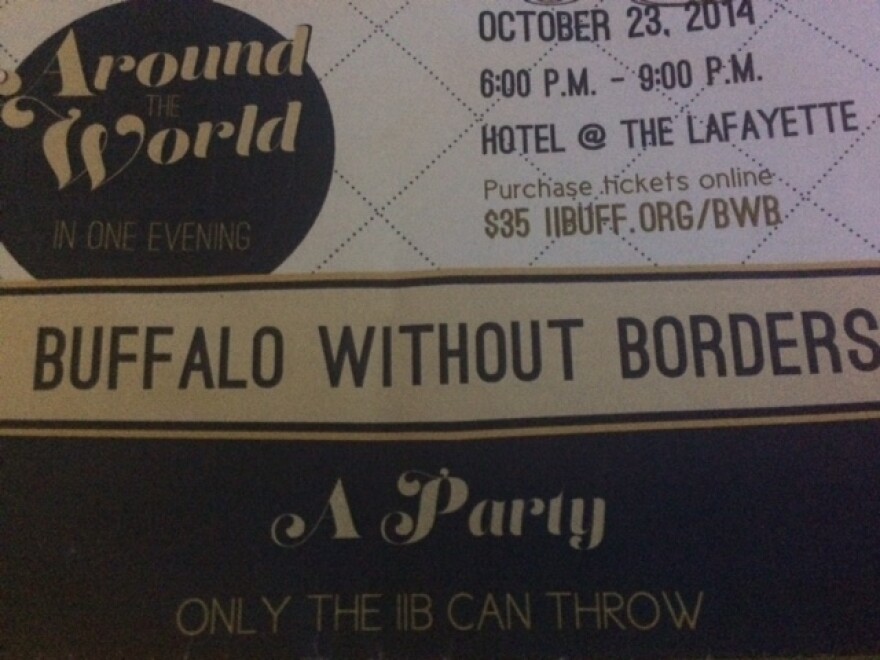 Around
THE
World
IN ONE EVENING
OCTOBER 23, 2014
6:00 P.M. - 9:00 P.M.
HOTEL @ THE LAFAYETTE
Purchase tickets online
$35 IIBUFF.ORG/BWB
BUFFALO WITHOUT BORDERS
A Party
ONLY THE IIB CAN THROW